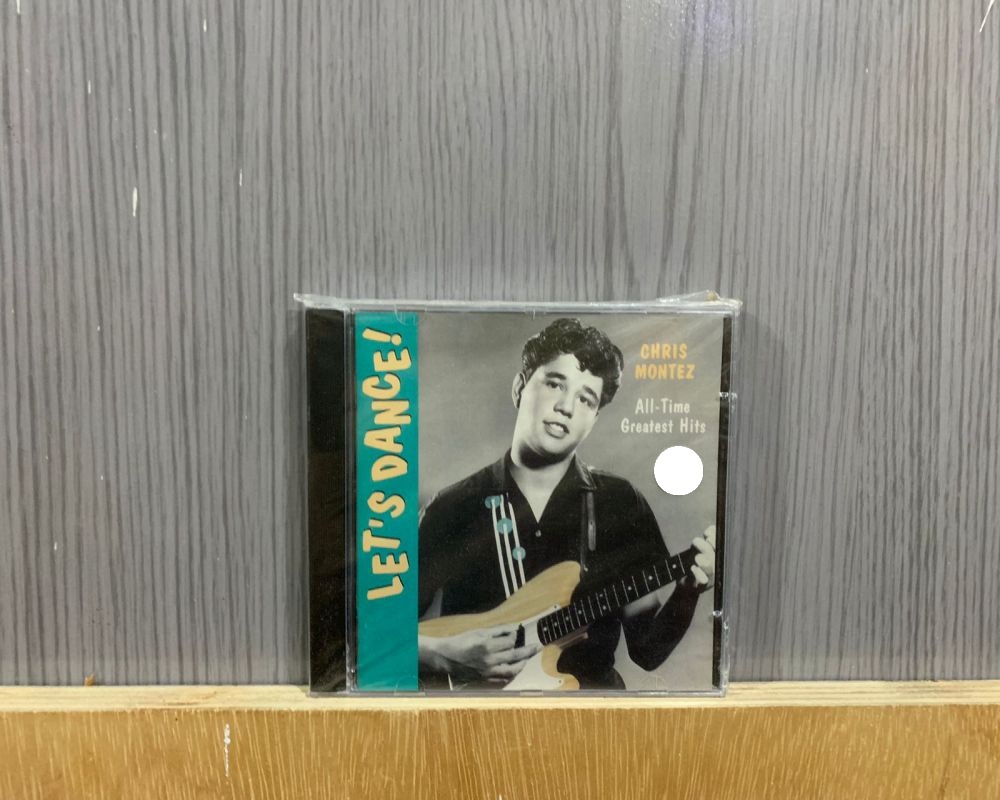 LET'S DANCE!
CHRIS
MONTEZ
All-Time
Greatest Hits